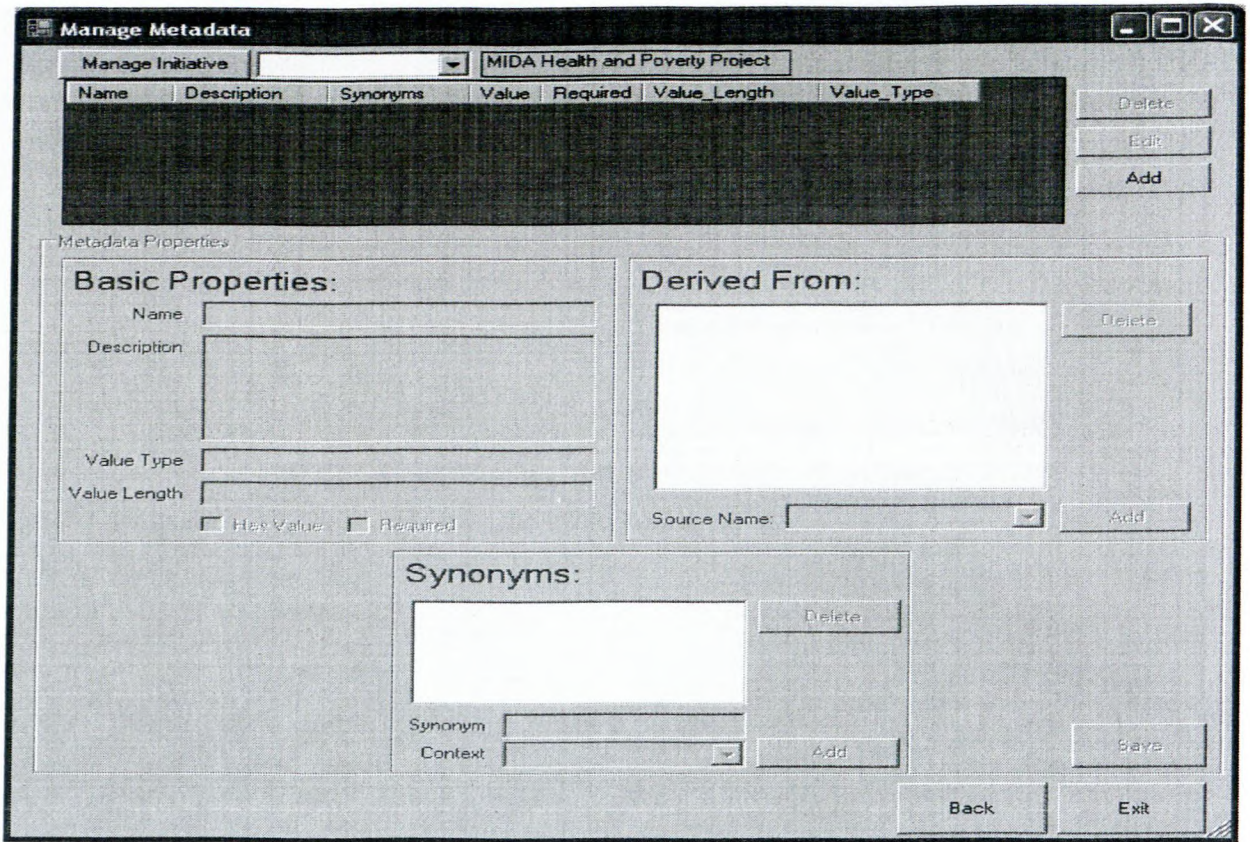 Manage Metadata
Manage Initiative MIDA Health and Poverty Project
Name Description Synonyms Value Required Value_Length Value_Type
Delete
Edit
Add
Metadata Properties
Basic Properties:
Name
Description
Value Type
Value Length
Key Value Required
Derived From:
Delete
Source Name: Add
Synonyms:
Delete
Synonym
Context Add
Save
Back Exit